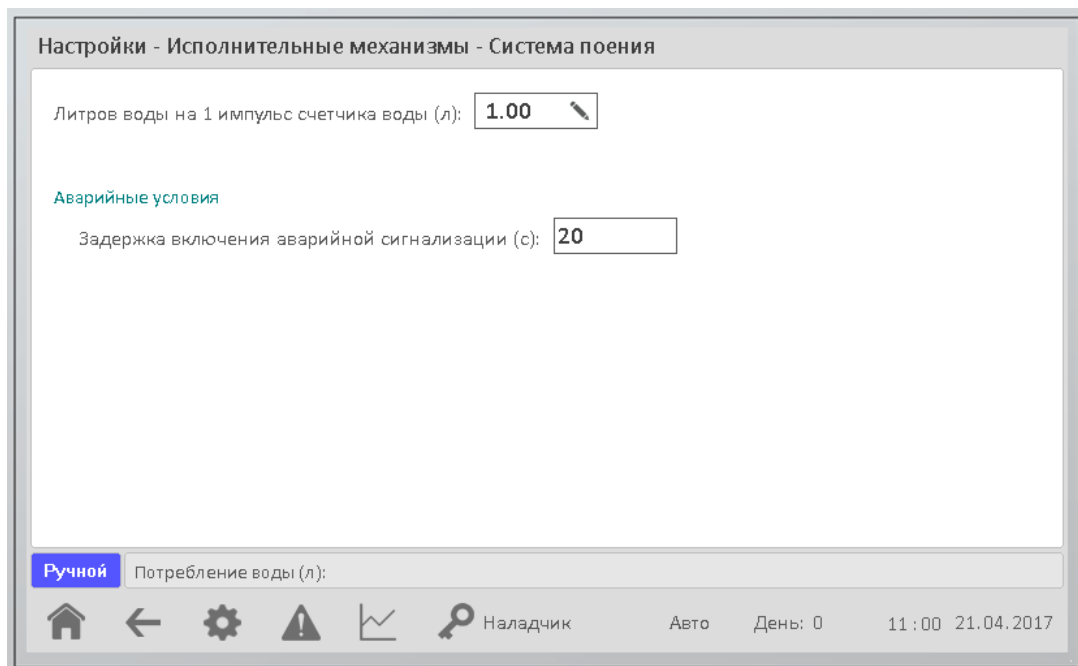 Настройки - Исполнительные механизмы - Система поения
Литров воды на 1 импульс счетчика воды (л): 1.00
Аварийные условия
Задержка включения аварийной сигнализации (с): 20
Ручной Потребление воды (л):
Наладчик Авто День: 0 11:00 21.04.2017